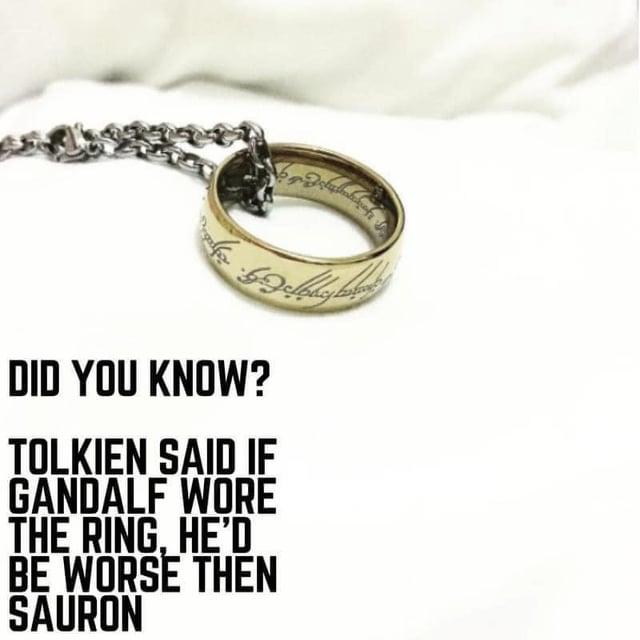 DID YOU KNOW?
TOLKIEN SAID IF
GANDALF WORE
THE RING, HE'D
BE WORSE THEN
SAURON